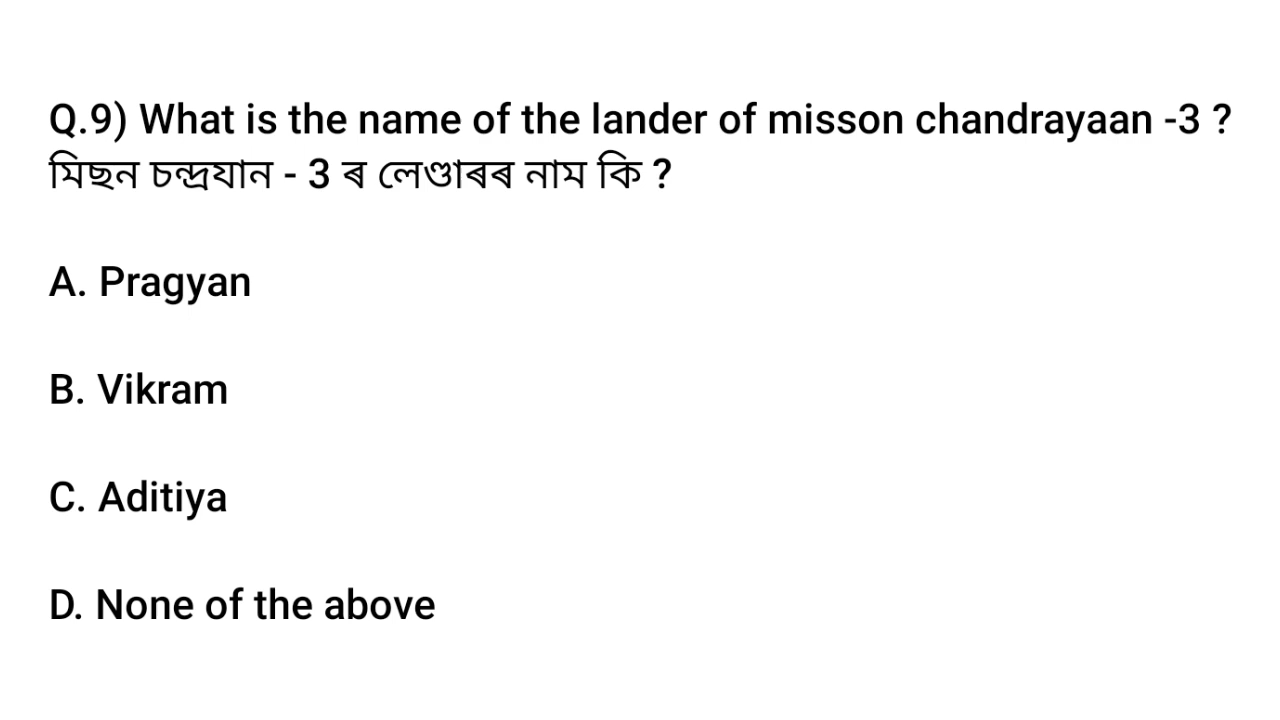 Q.9) What is the name of the lander of misson chandrayaan -3 ?
মিছন চন্দ্ৰযান - 3 ৰ লেণ্ডাৰৰ নাম কি ?
A. Pragyan
B. Vikram
C. Aditiya
D. None of the above